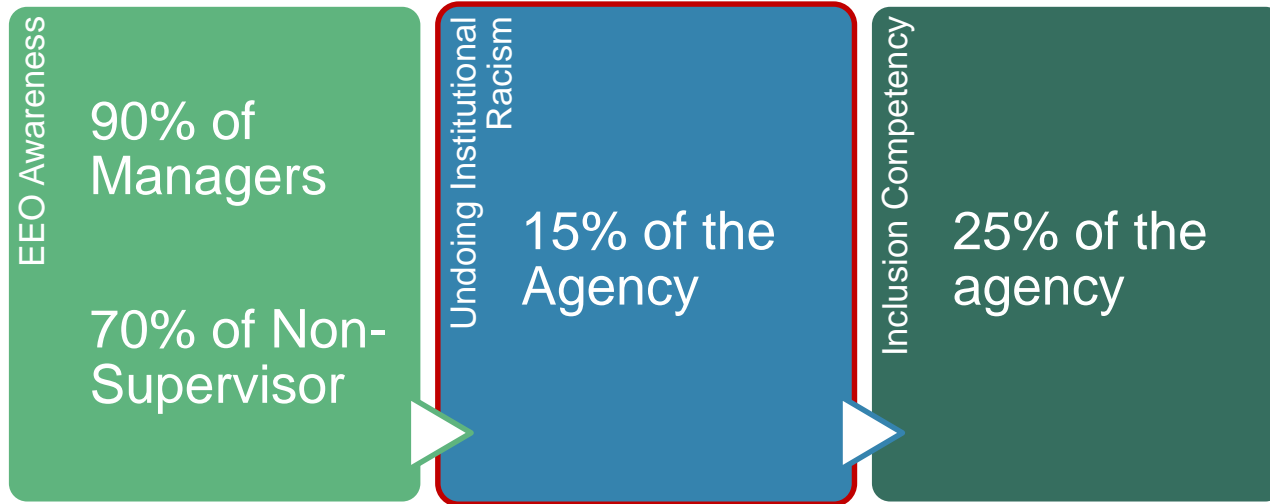 EEO Awareness
90% of
Managers
70% of Non-
Supervisor
Undoing Institutional
Racism
15% of the
Agency
Inclusion Competency
25% of the
agency